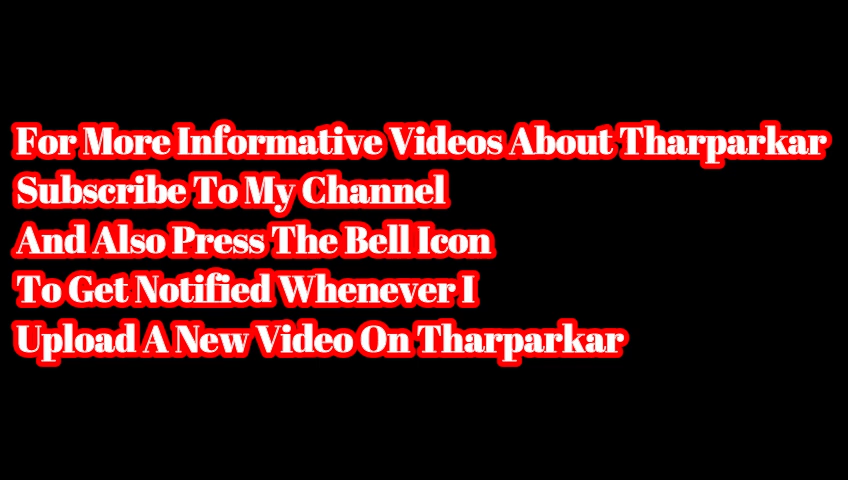 For More Informative Videos About Tharparkar
Subscribe To My Channel
And Also Press The Bell Icon
To Get Notified Whenever I
Upload A New Video On Tharparkar